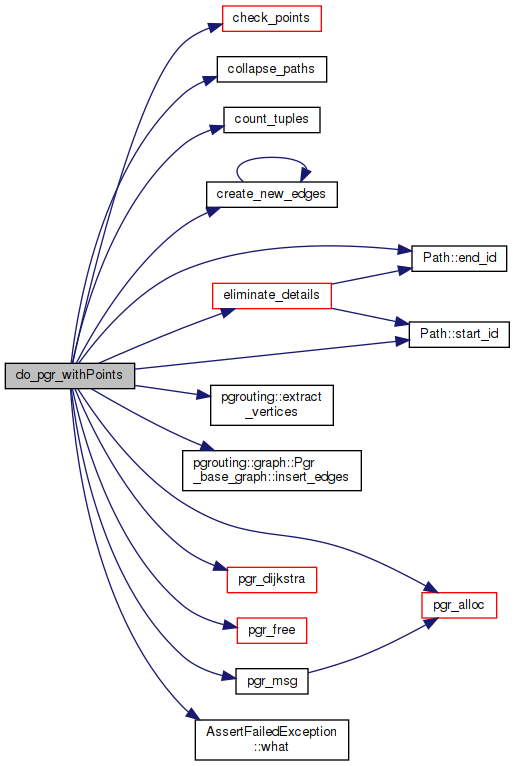 check_points
collapse_paths
count_tuples
create_new_edges
Path::end_id
eliminate_details
Path::start_id
do_pgr_withPoints
pgrouting::extract
_vertices
pgrouting::graph::Pgr
_base_graph::insert_edges
pgr_dijkstra
pgr_alloc
pgr_free
pgr_msg
AssertFailedException
::what